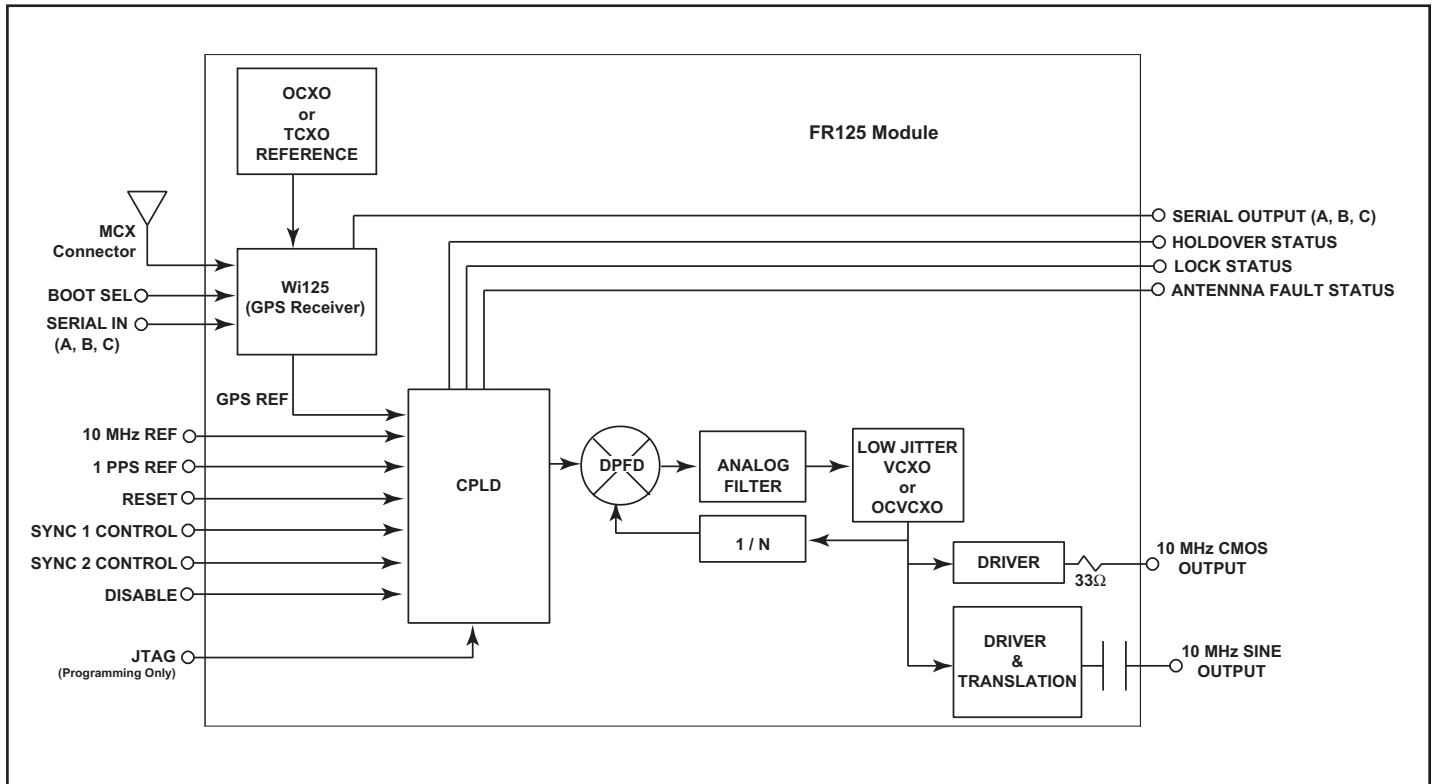 OCXO
or
TCXO
REFERENCE
FR125 Module
MCX
Connector
BOOT SEL
SERIAL IN
(A, B, C)
Wi125
(GPS Receiver)
SERIAL OUTPUT (A, B, C)
HOLDOVER STATUS
LOCK STATUS
ANTENNNA FAULT STATUS
GPS REF
10 MHz REF
1 PPS REF
RESET
SYNC 1 CONTROL
SYNC 2 CONTROL
DISABLE
JTAG
(Programming Only)
CPLD
DPFD
ANALOG
FILTER
LOW JITTER
VCXO
or
OCVCXO
1 / N
DRIVER
33Ω
10 MHz CMOS
OUTPUT
DRIVER
&
TRANSLATION
10 MHz SINE
OUTPUT